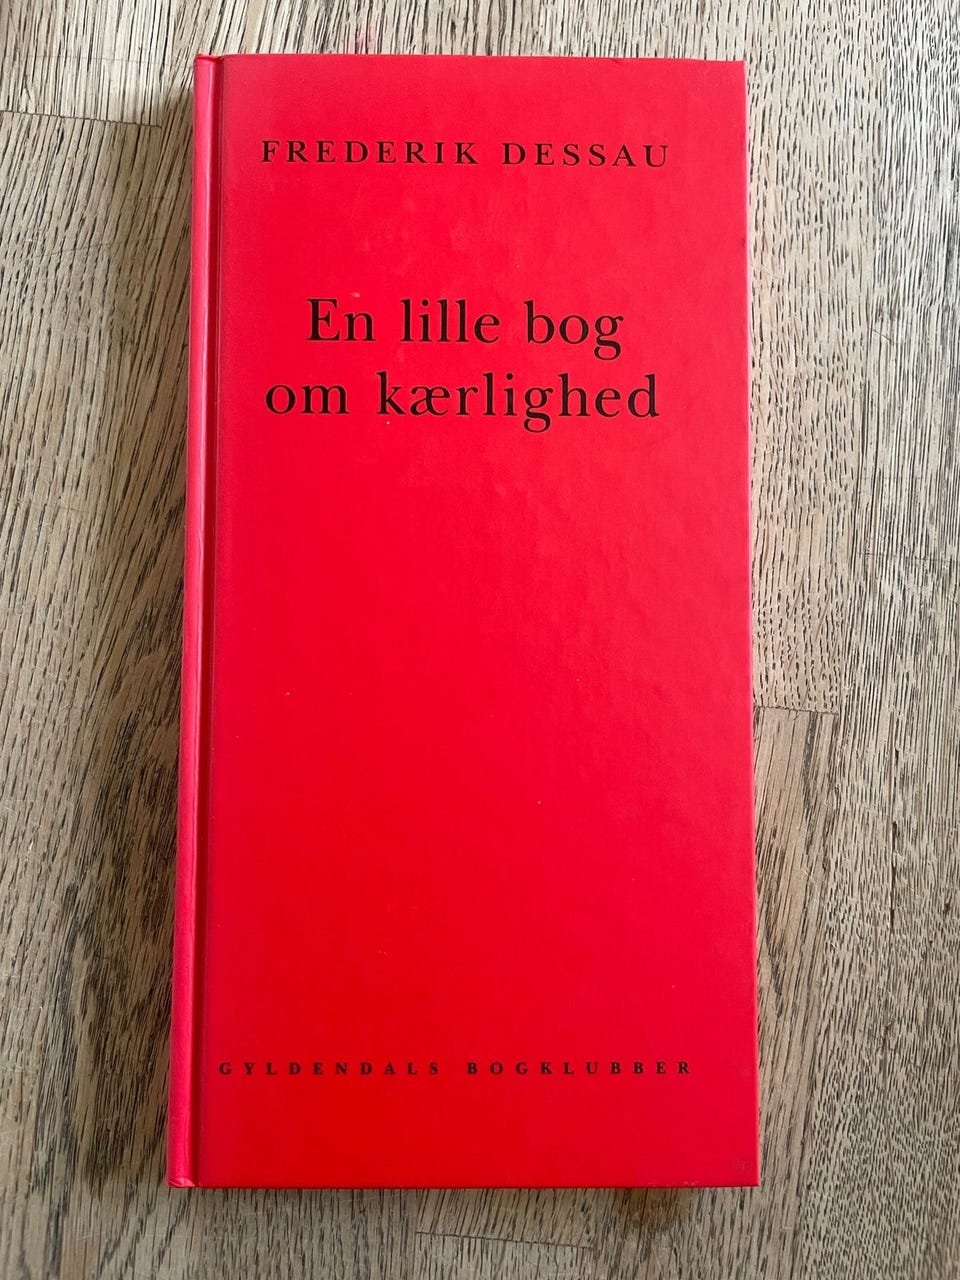 FREDERIK DESSAU
En lille bog
om kærlighed
GYLDENDALS BOGKLUBBER